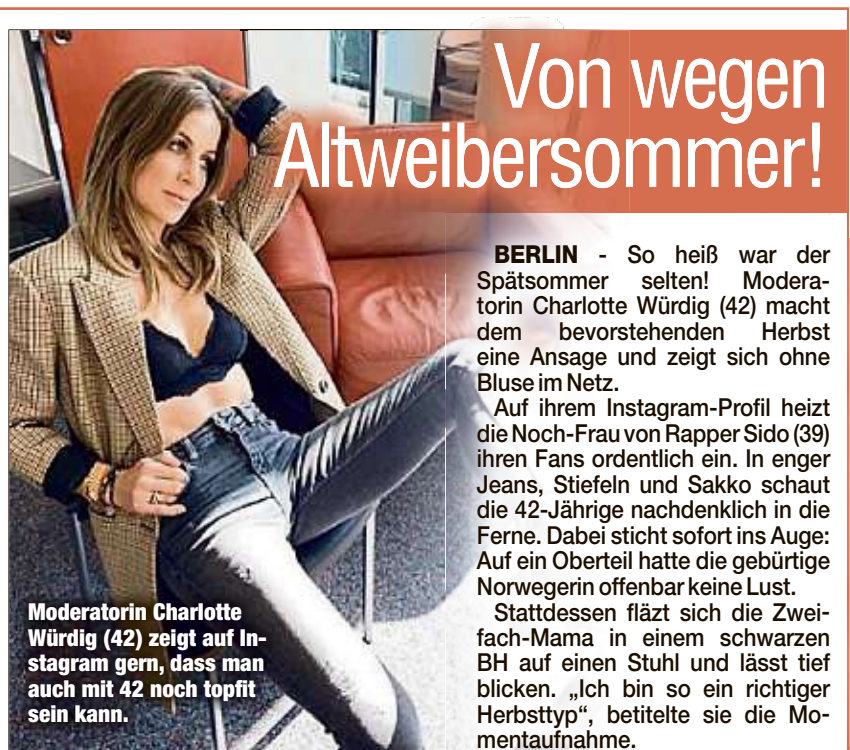 Von wegen
Altweibersommer!
BERLIN - So heiß war der
Spätsommer selten! Modera-
torin Charlotte Würdig (42) macht
dem bevorstehenden Herbst
eine Ansage und zeigt sich ohne
Bluse im Netz.
Auf ihrem Instagram-Profil heizt
die Noch-Frau von Rapper Sido (39)
ihren Fans ordentlich ein. In enger
Jeans, Stiefeln und Sakko schaut
die 42-Jährige nachdenklich in die
Ferne. Dabei sticht sofort ins Auge:
Auf ein Oberteil hatte die gebürtige
Norwegerin offenbar keine Lust.
Stattdessen fläzt sich die Zwei-
fach-Mama in einem schwarzen
BH auf einen Stuhl und lässt tief
blicken. „Ich bin so ein richtiger
Herbsttyp“, betitelte sie die Mo-
mentaufnahme.
Moderatorin Charlotte
Würdig (42) zeigt auf In-
stagram gern, dass man
auch mit 42 noch topfit
sein kann.